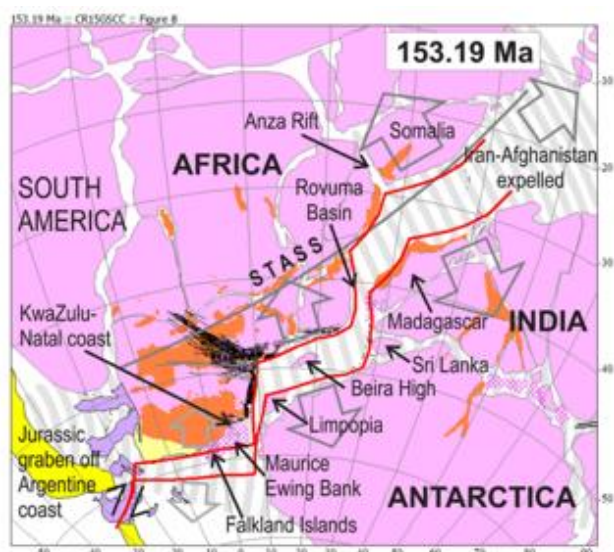 153.19 Ma :: CR15GSCC :: Figure 8
153.19 Ma
Anza Rift
Somalia
AFRICA
Iran-Afghanistan
expelled
SOUTH
AMERICA
Rovuma
Basin
STASS
KwaZulu-
Natal coast
Madagascar
INDIA
Sri Lanka
Beira High
Limpopia
Jurassic
graben off
Argentine
coast
Maurice
Ewing Bank
ANTARCTICA
Falkland Islands